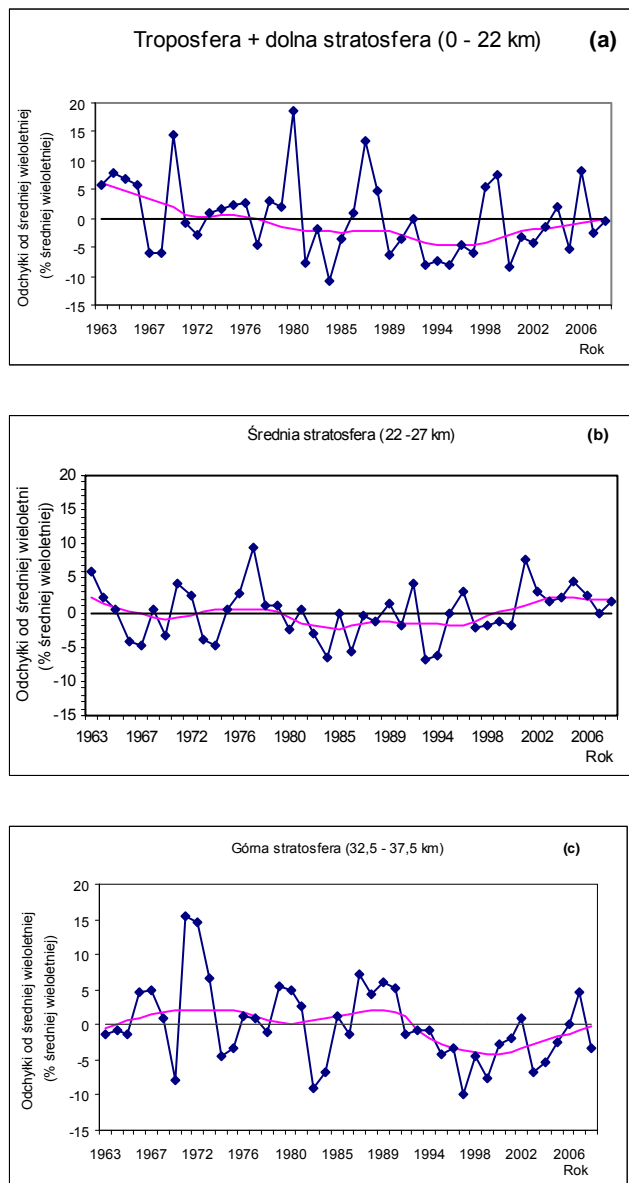 Troposfera + dolna stratosfera (0 - 22 km) (a)
Odchyłki od średniej wieloletniej
(% średniej wieloletniej)
20
15
10
5
0
-5
-10
-15
1963 1967 1972 1976 1980 1985 1989 1994 1998 2002 2006
Rok
Średnia stratosfera (22 -27 km) (b)
Odchyłki od średniej wieloletni
(% średniej wieloletniej)
20
15
10
5
0
-5
-10
-15
1963 1967 1972 1976 1980 1985 1989 1994 1998 2002 2006
Rok
Górna stratosfera (32,5 - 37,5 km) (c)
Odchyłki od średniej wieloletniej
(% średniej wieloletniej)
20
15
10
5
0
-5
-10
-15
1963 1967 1972 1976 1980 1985 1989 1994 1998 2002 2006
Rok